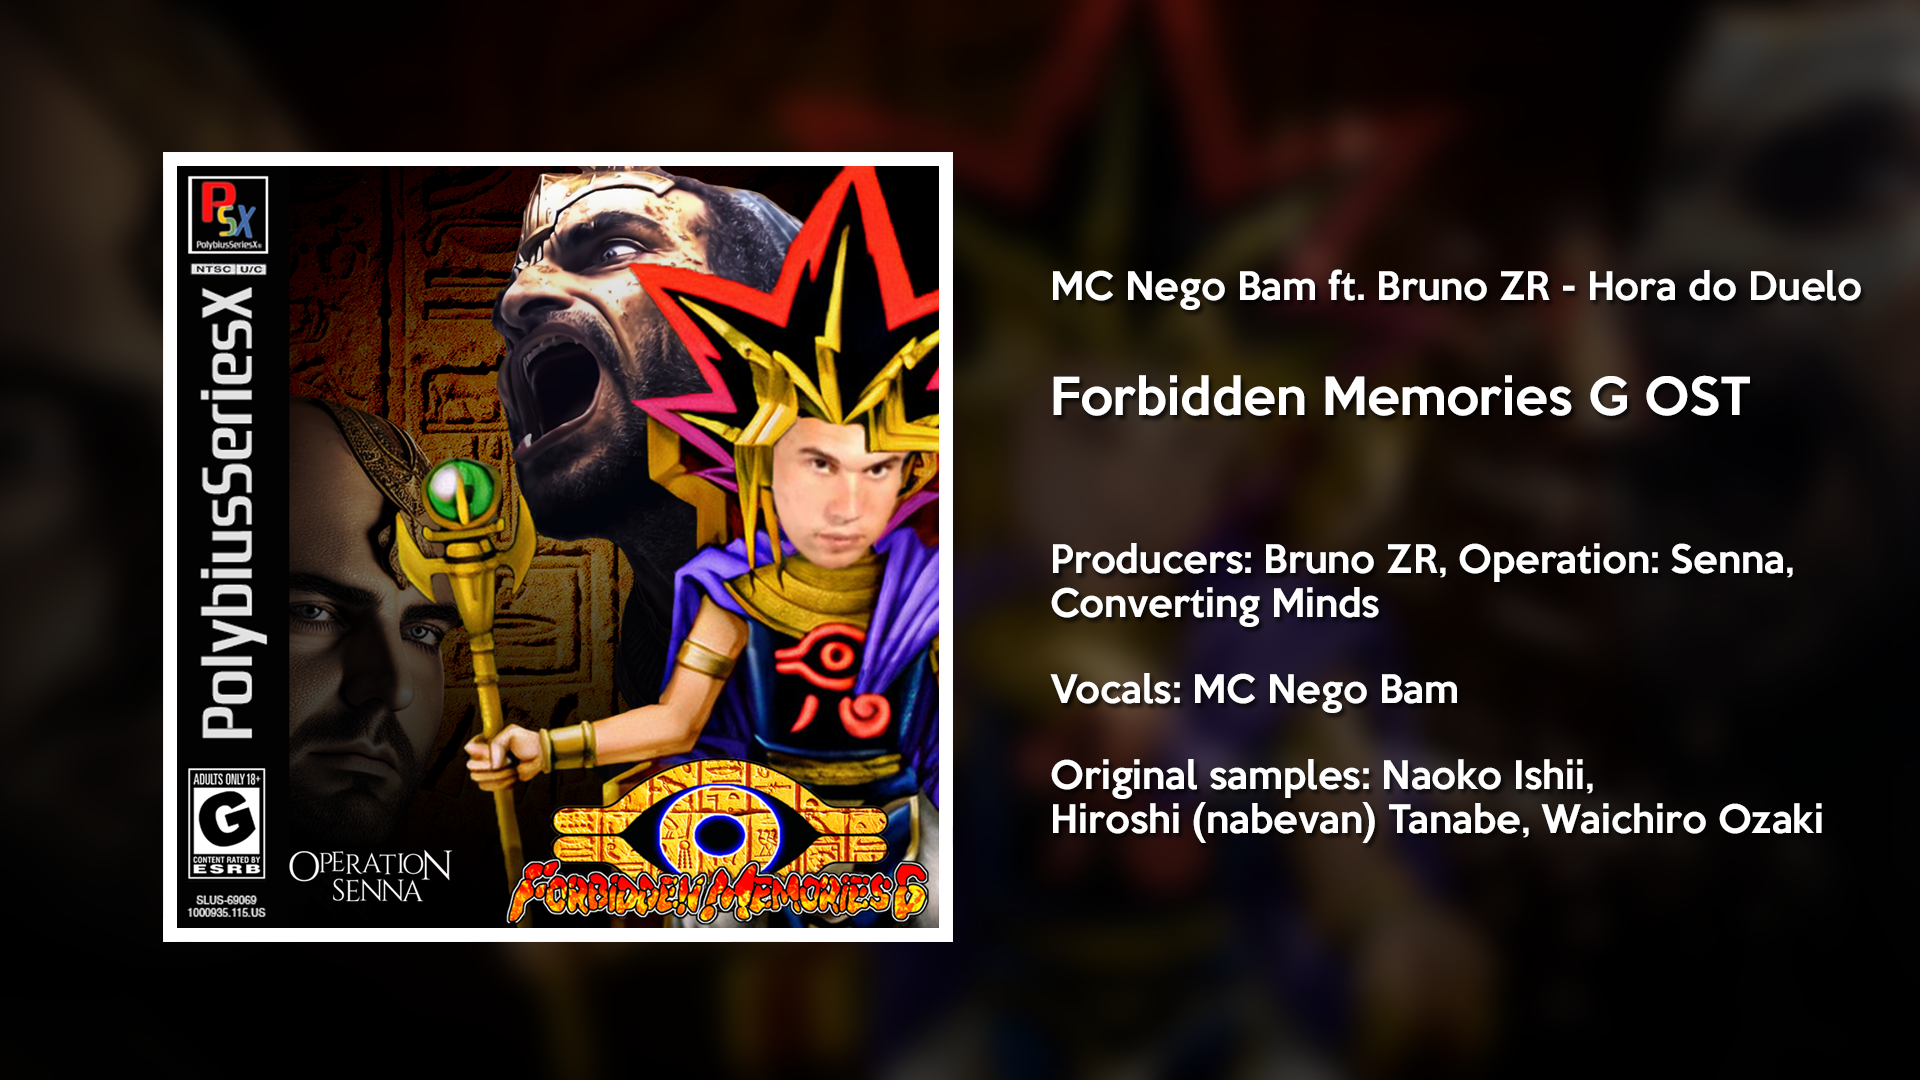 PSX
PolybiusSeriesX®
NTSC U/C
PolybiusSeriesX
ADULTS ONLY 18+
G
CONTENT RATED BY
ESRB
SLUS-69069
1000935.115.US
OPERATION
SENNA
FORBIDDEN MEMORIES G
MC Nego Bam ft. Bruno ZR - Hora do Duelo
Forbidden Memories G OST
Producers: Bruno ZR, Operation: Senna,
Converting Minds
Vocals: MC Nego Bam
Original samples: Naoko Ishii,
Hiroshi (nabevan) Tanabe, Waichiro Ozaki